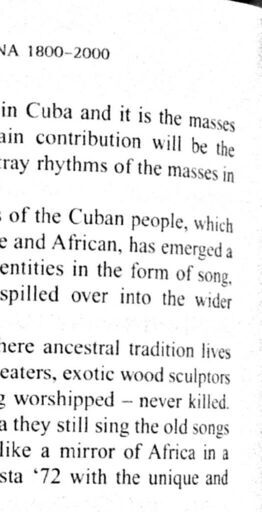 NA 1800–2000
in Cuba and it is the masses
ain contribution will be the
tray rhythms of the masses in
of the Cuban people, which
e and African, has emerged a
entities in the form of song,
spilled over into the wider
here ancestral tradition lives
eaters, exotic wood sculptors
g worshipped – never killed.
a they still sing the old songs
like a mirror of Africa in a
sta ‘72 with the unique and